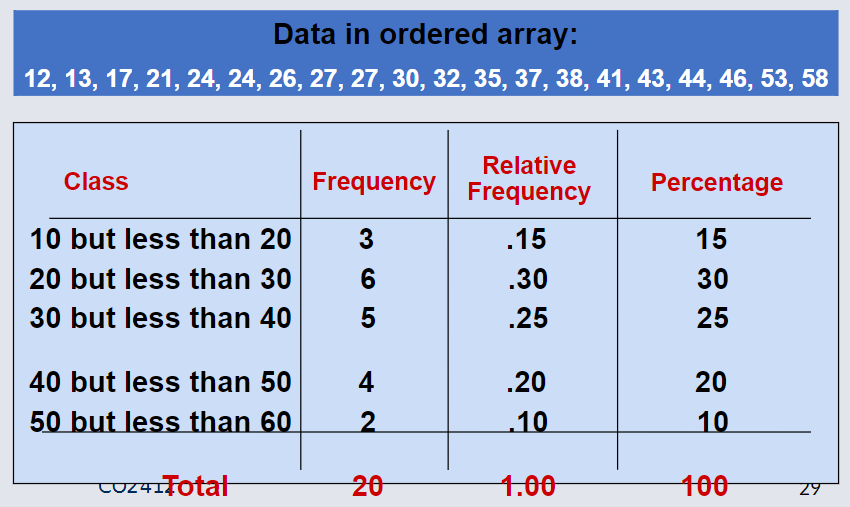 Data in ordered array:
12, 13, 17, 21, 24, 24, 26, 27, 27, 30, 32, 35, 37, 38, 41, 43, 44, 46, 53, 58
Class Frequency Relative Frequency Percentage
10 but less than 20 3 .15 15
20 but less than 30 6 .30 30
30 but less than 40 5 .25 25
40 but less than 50 4 .20 20
50 but less than 60 2 .10 10
Total 20 1.00 100
CO2412
29